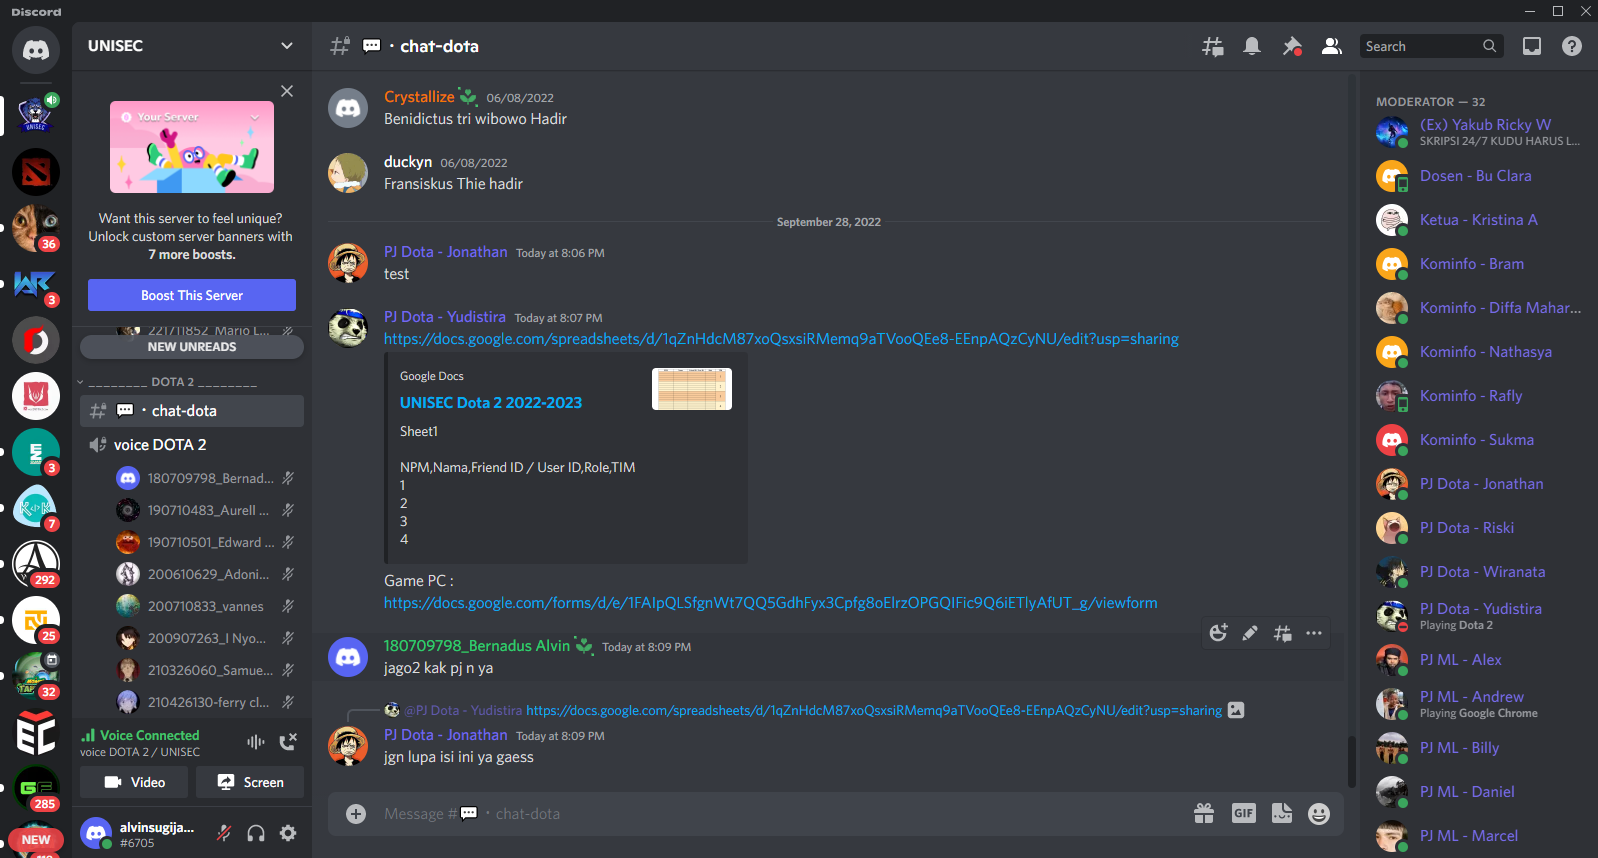 Discord
UNISEC
Your Server
Want this server to feel unique?
Unlock custom server banners with
7 more boosts.
Boost This Server
221711852_Mario L...
NEW UNREADS
________ DOTA 2 ________
chat-dota
voice DOTA 2
180709798_Bernad...
190710483_Aurell ...
190710501_Edward ...
200610629_Adoni...
200710833_vannes
200907263_I Nyo...
210326060_Samue...
210426130-ferry cl...
Voice Connected
voice DOTA 2 / UNISEC
Video
Screen
alvinsugija...
#6705
UNISEC
36
3
3
7
292
25
32
EC
GF
285
NEW
chat-dota
Search
Crystallize 06/08/2022
Benidictus tri wibowo Hadir
duckyn 06/08/2022
Fransiskus Thie hadir
September 28, 2022
PJ Dota - Jonathan Today at 8:06 PM
test
PJ Dota - Yudistira Today at 8:07 PM
https://docs.google.com/spreadsheets/d/1qZnHdcM87xoQsxsiRMemq9aTVooQEe8-EEnpAQzCyNU/edit?usp=sharing
Google Docs
UNISEC Dota 2 2022-2023
Sheet1
NPM,Nama,Friend ID / User ID,Role,TIM
1
2
3
4
Game PC :
https://docs.google.com/forms/d/e/1FAIpQLSfgnWt7QQ5GdhFyx3Cpfg8oElrzOPGQIFic9Q6iETlyAfUT_g/viewform
180709798_Bernadus Alvin Today at 8:09 PM
jago2 kak pj n ya
@PJ Dota - Yudistira https://docs.google.com/spreadsheets/d/1qZnHdcM87xoQsxsiRMemq9aTVooQEe8-EEnpAQzCyNU/edit?usp=sharing
PJ Dota - Jonathan Today at 8:09 PM
jgn lupa isi ini ya gaess
Message # chat-dota
GIF
MODERATOR — 32
(Ex) Yakub Ricky W
SKRIPSI 24/7 KUDU HARUS L...
Dosen - Bu Clara
Ketua - Kristina A
Kominfo - Bram
Kominfo - Diffa Mahar...
Kominfo - Nathasya
Kominfo - Rafly
Kominfo - Sukma
PJ Dota - Jonathan
PJ Dota - Riski
PJ Dota - Wiranata
PJ Dota - Yudistira
Playing Dota 2
PJ ML - Alex
PJ ML - Andrew
Playing Google Chrome
PJ ML - Billy
PJ ML - Daniel
PJ ML - Marcel